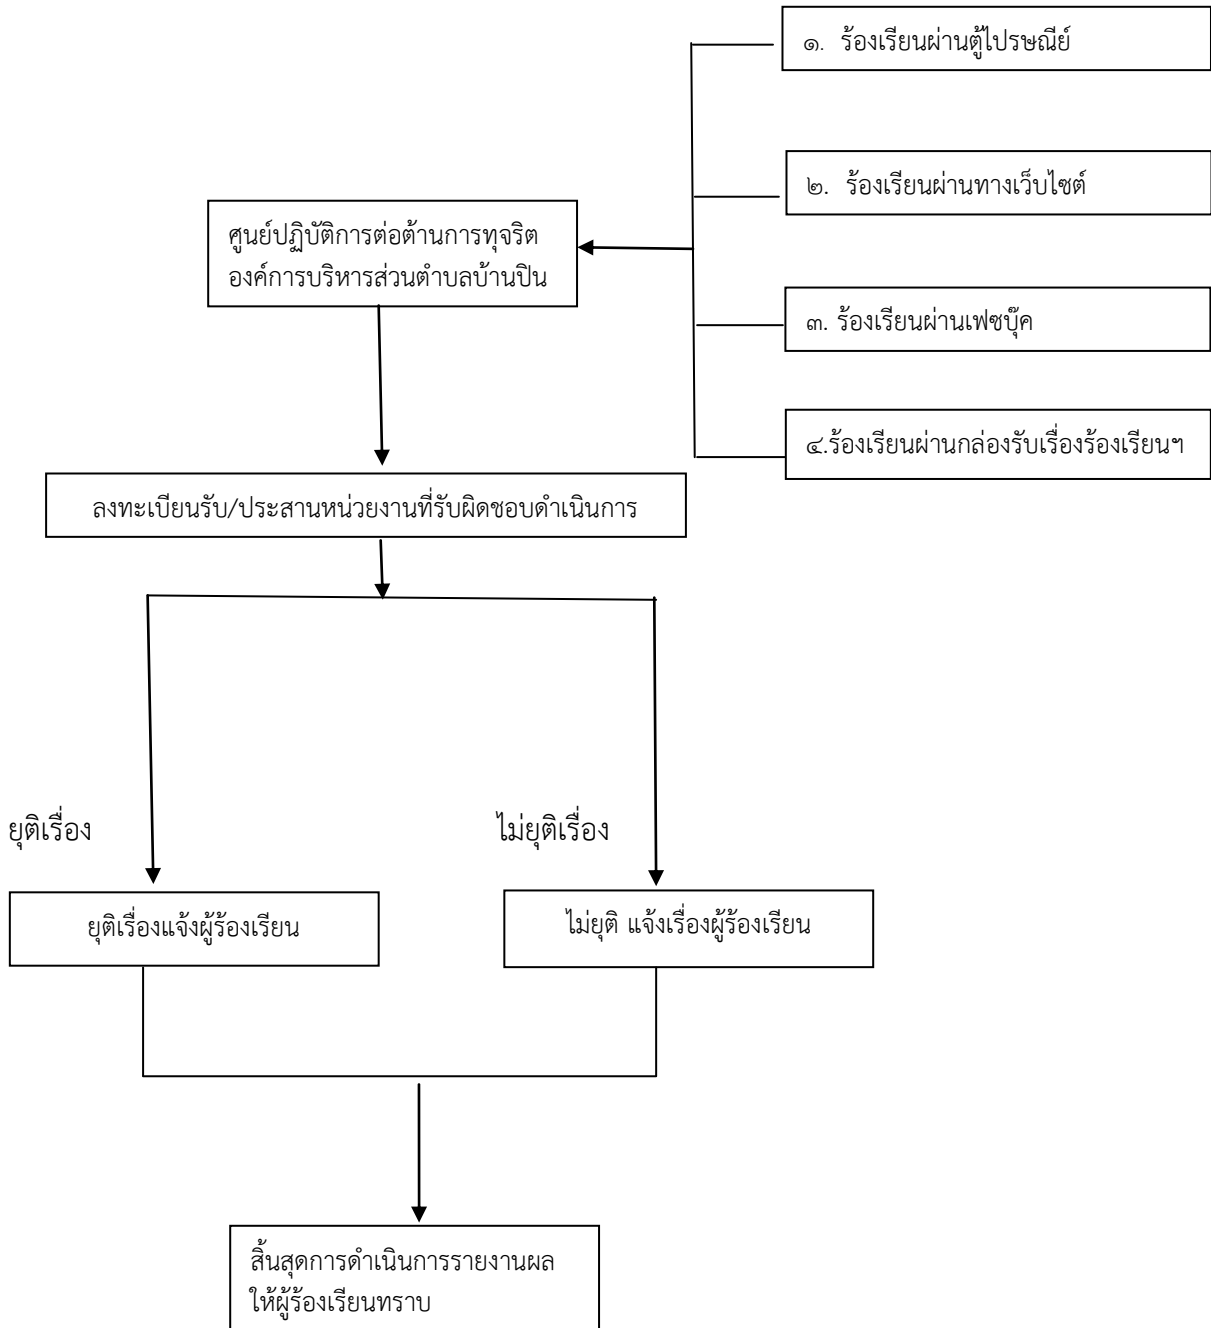 ๑. ร้องเรียนผ่านตู้ไปรษณีย์
๒. ร้องเรียนผ่านทางเว็บไซต์
ศูนย์ปฏิบัติการต่อต้านการทุจริต
องค์การบริหารส่วนตำบลบ้านปิน
๓. ร้องเรียนผ่านเฟซบุ๊ค
๔.ร้องเรียนผ่านกล่องรับเรื่องร้องเรียนฯ
ลงทะเบียนรับ/ประสานหน่วยงานที่รับผิดชอบดำเนินการ
ยุติเรื่อง
ไม่ยุติเรื่อง
ยุติเรื่องแจ้งผู้ร้องเรียน
ไม่ยุติ แจ้งเรื่องผู้ร้องเรียน
สิ้นสุดการดำเนินการรายงานผล
ให้ผู้ร้องเรียนทราบ